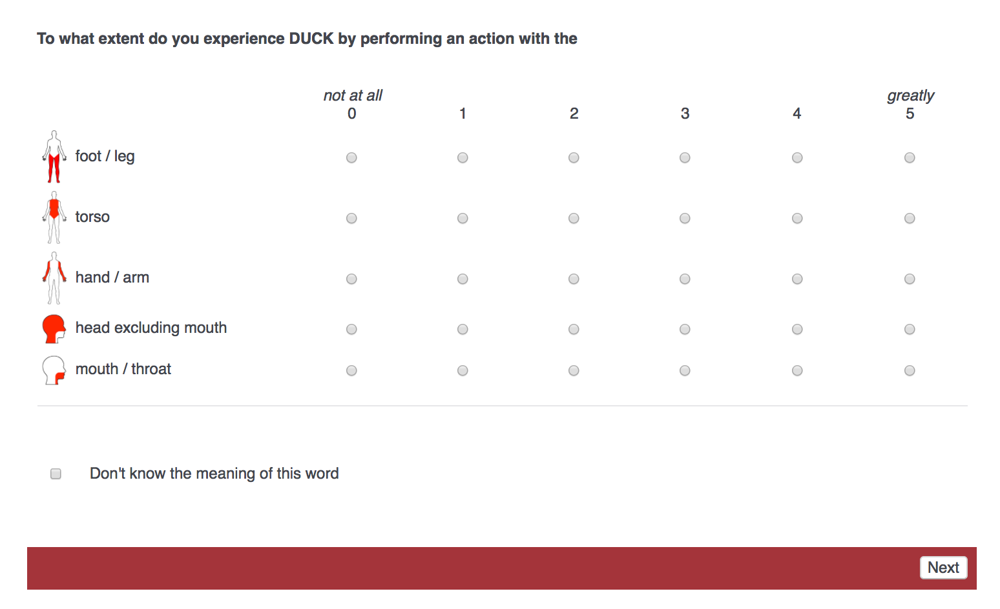 To what extent do you experience DUCK by performing an action with the
not at all greatly
0 1 2 3 4 5
foot / leg
torso
hand / arm
head excluding mouth
mouth / throat
Don't know the meaning of this word
Next